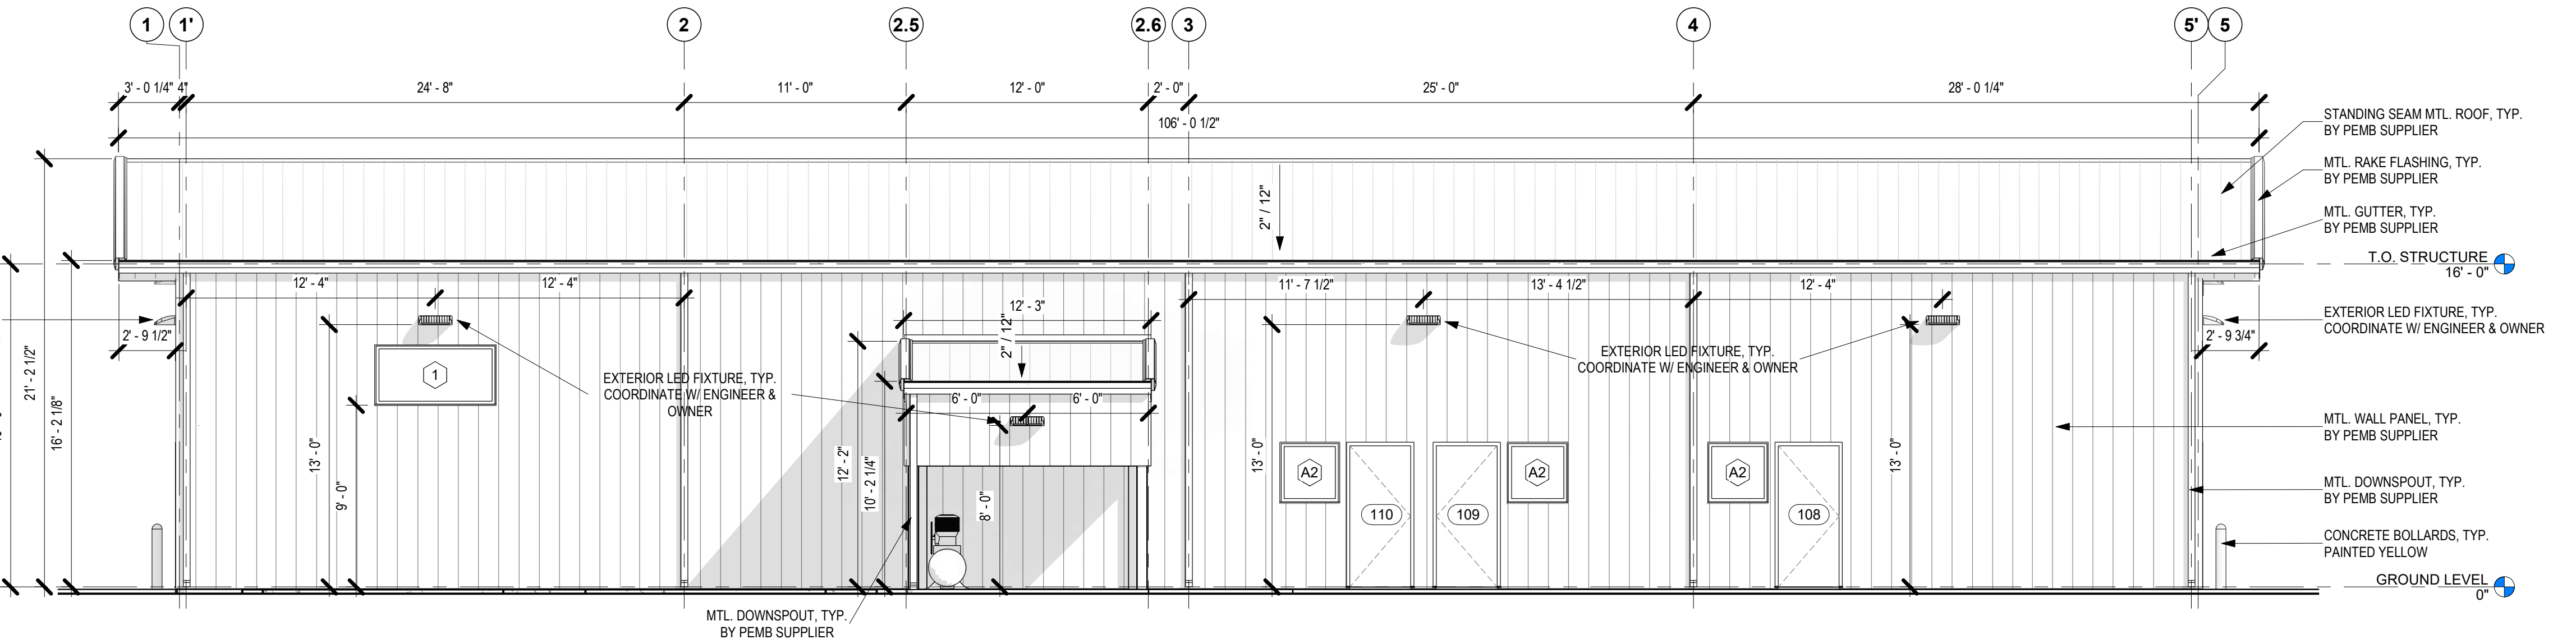 1 1' 2 2.5 2.6 3 4 5' 5
3' - 0 1/4" 4" 24' - 8" 11' - 0" 12' - 0" 2' - 0" 25' - 0" 28' - 0 1/4"
106' - 0 1/2"
STANDING SEAM MTL. ROOF, TYP.
BY PEMB SUPPLIER
MTL. RAKE FLASHING, TYP.
BY PEMB SUPPLIER
2" / 12"
MTL. GUTTER, TYP.
BY PEMB SUPPLIER
T.O. STRUCTURE
16' - 0"
12' - 4" 12' - 4" 11' - 7 1/2" 13' - 4 1/2" 12' - 4"
12' - 3"
2" / 12"
EXTERIOR LED FIXTURE, TYP.
COORDINATE W/ ENGINEER & OWNER
2' - 9 1/2" 2' - 9 3/4"
21' - 2 1/2"
16' - 2 1/8"
1
EXTERIOR LED FIXTURE, TYP.
COORDINATE W/ ENGINEER &
OWNER
EXTERIOR LED FIXTURE, TYP.
COORDINATE W/ ENGINEER & OWNER
6' - 0" 6' - 0"
13' - 0"
9' - 0"
12' - 2"
10' - 2 1/4"
8' - 0"
13' - 0"
13' - 0"
MTL. WALL PANEL, TYP.
BY PEMB SUPPLIER
A2 A2 A2
110 109 108
MTL. DOWNSPOUT, TYP.
BY PEMB SUPPLIER
CONCRETE BOLLARDS, TYP.
PAINTED YELLOW
GROUND LEVEL
0"
MTL. DOWNSPOUT, TYP.
BY PEMB SUPPLIER